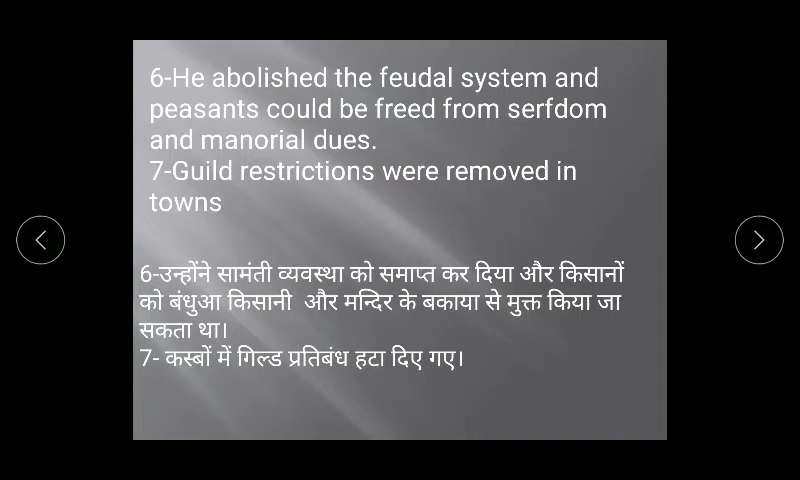 6-He abolished the feudal system and
peasants could be freed from serfdom
and manorial dues.
7-Guild restrictions were removed in
towns
6-उन्होंने सामंती व्यवस्था को समाप्त कर दिया और किसानों
को बंधुआ किसानी और मन्दिर के बकाया से मुक्त किया जा
सकता था।
7- कस्बों में गिल्ड प्रतिबंध हटा दिए गए।